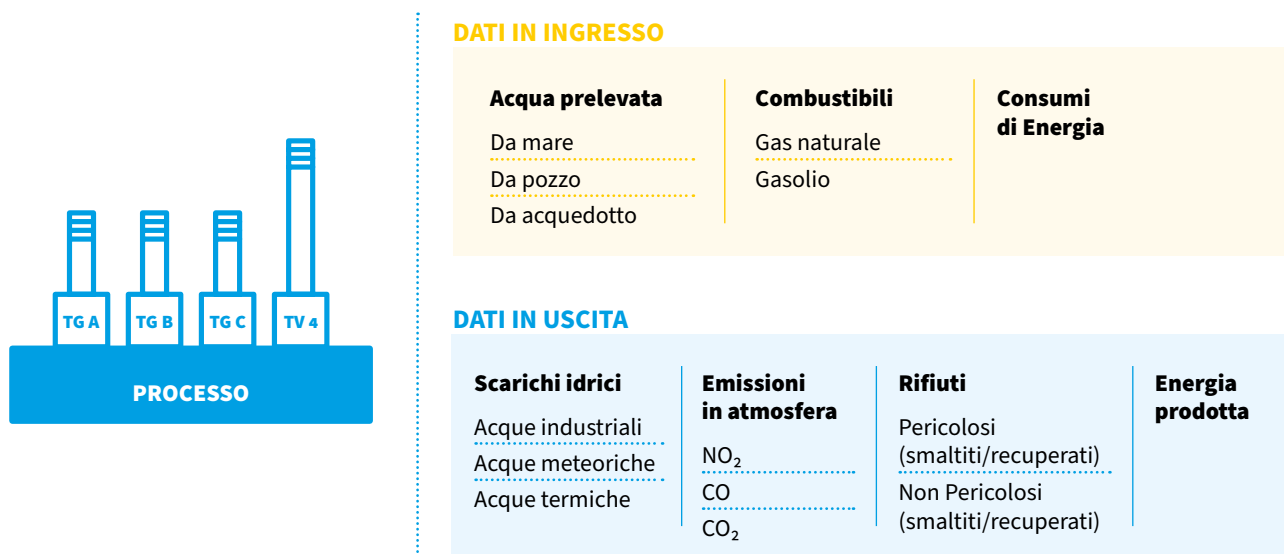 TG A
TG B
TG C
TV 4
PROCESSO
DATI IN INGRESSO
Acqua prelevata
Da mare
Da pozzo
Da acquedotto
Combustibili
Gas naturale
Gasolio
Consumi
di Energia
DATI IN USCITA
Scarichi idrici
Acque industriali
Acque meteoriche
Acque termiche
Emissioni
in atmosfera
NO₂
CO
CO₂
Rifiuti
Pericolosi
(smaltiti/recuperati)
Non Pericolosi
(smaltiti/recuperati)
Energia
prodotta